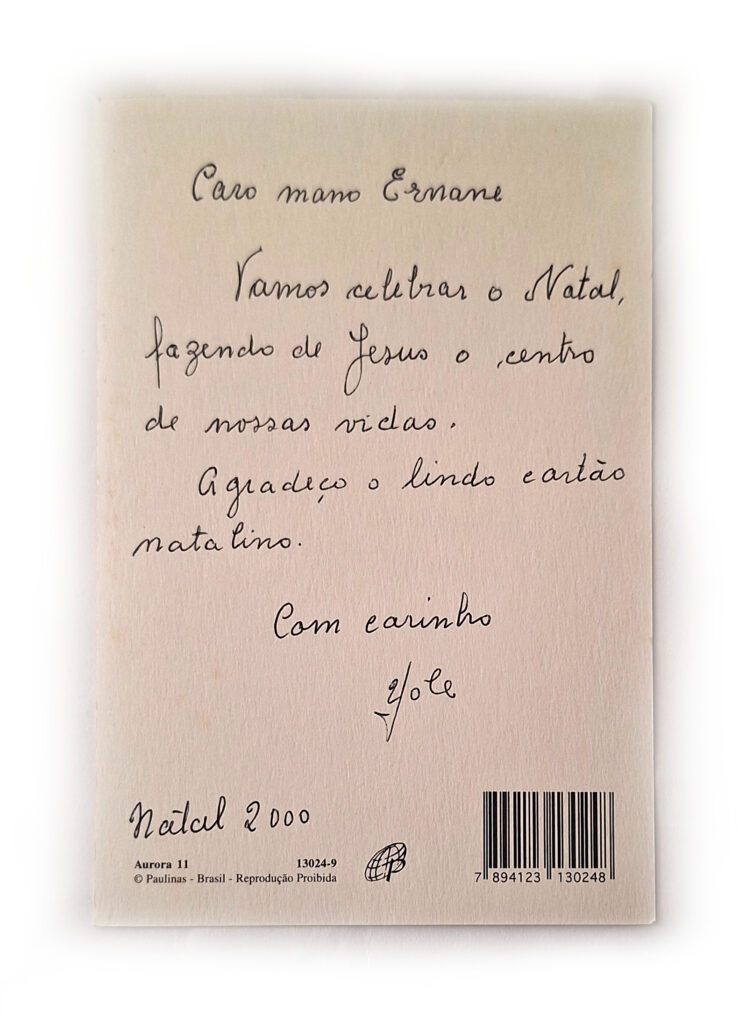 Caro mano Ernane
Vamos celebrar o Natal,
fazendo de Jesus o centro
de nossas vidas.
Agradeço o lindo cartão
natalino.
Com carinho
Yole
Natal 2000
Aurora 11 13024-9
© Paulinas - Brasil - Reprodução Proibida
7 894123 130248